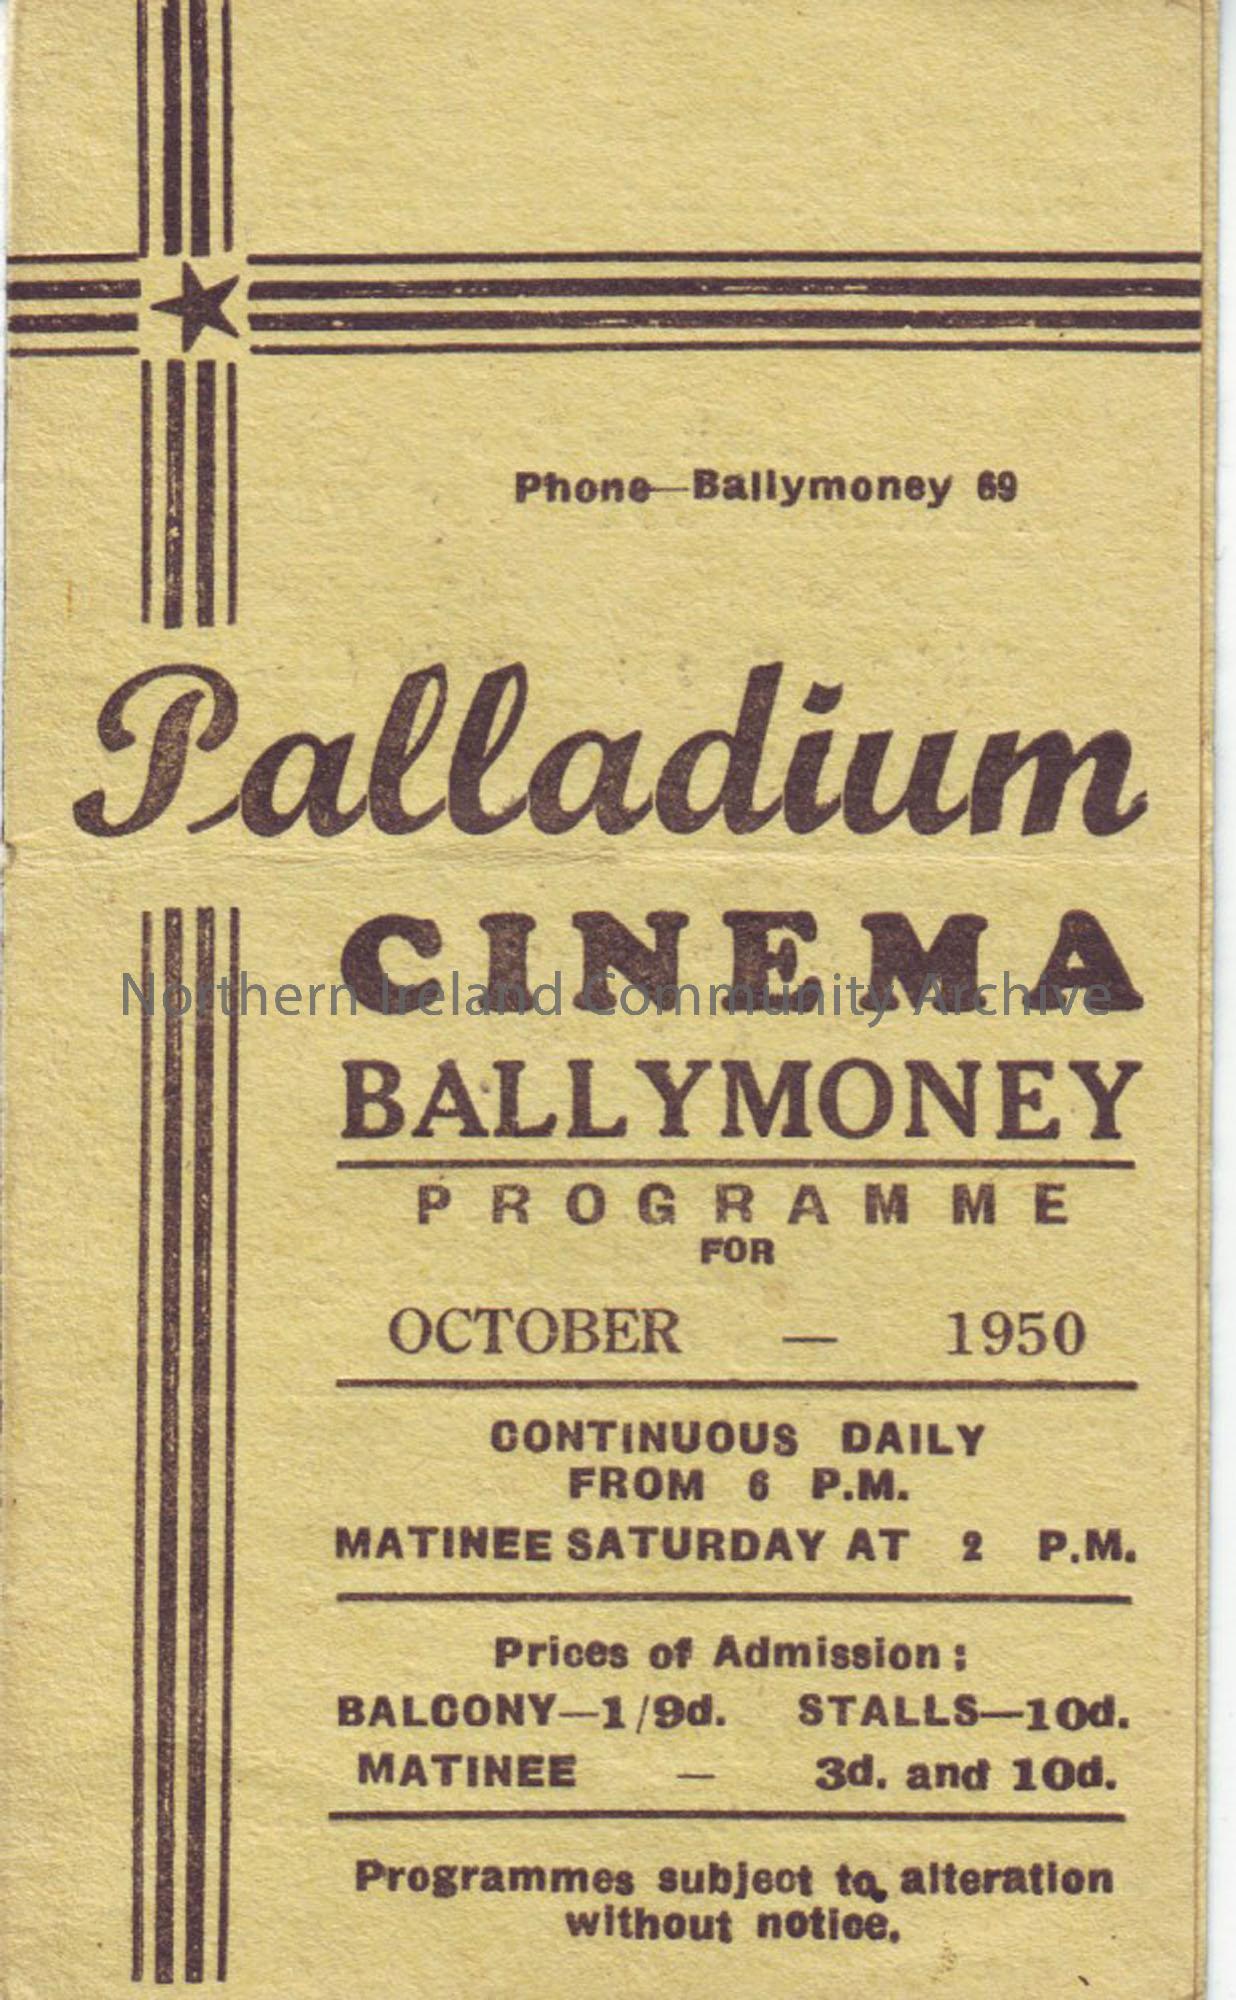 Phone—Ballymoney 69
Palladium
CINEMA
Northern Ireland Community Archive
BALLYMONEY
PROGRAMME
FOR
OCTOBER — 1950
CONTINUOUS DAILY
FROM 6 P.M.
MATINEE SATURDAY AT 2 P.M.
Prices of Admission :
BALCONY—1/9d. STALLS—10d.
MATINEE — 3d. and 10d.
Programmes subject to, alteration
without notice.